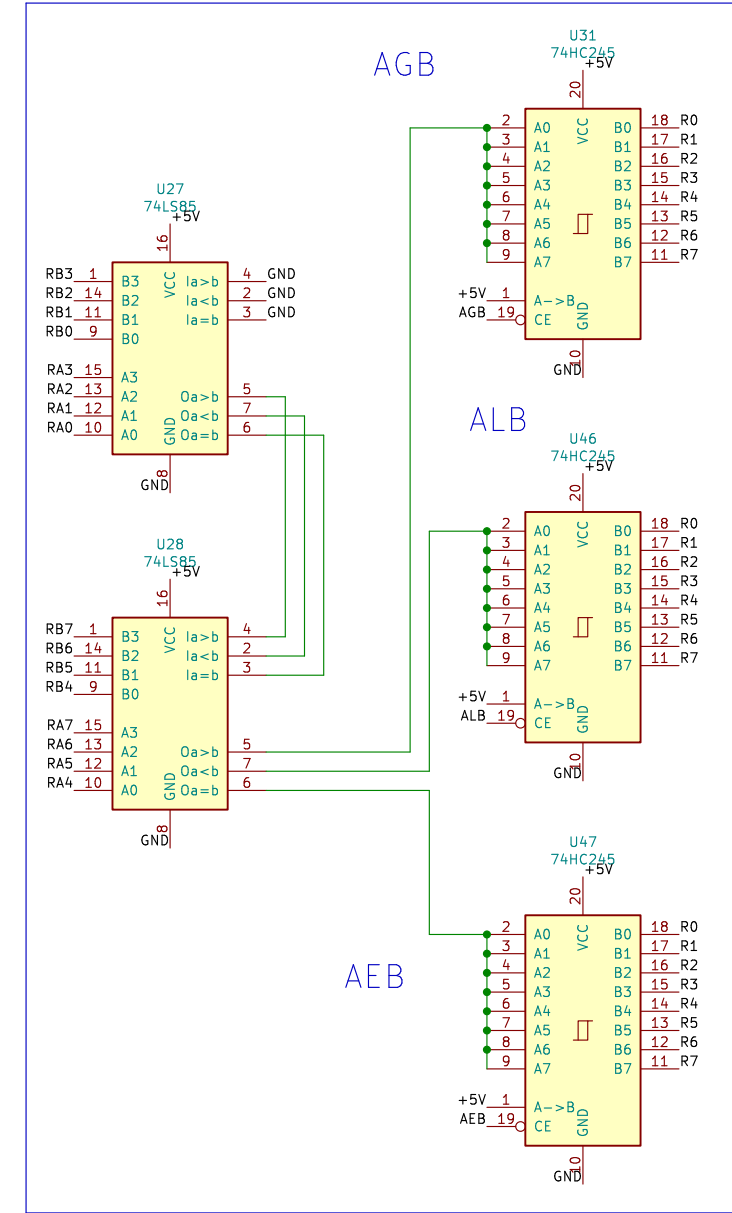 AGB
U31
74HC245
+5V
20
VCC
2 A0 B0 18 R0
3 A1 B1 17 R1
4 A2 B2 16 R2
5 A3 B3 15 R3
6 A4 B4 14 R4
7 A5 B5 13 R5
8 A6 B6 12 R6
9 A7 B7 11 R7
+5V 1 A->B
AGB 19 CE
GND
10
GND
U27
74LS85
+5V
16
VCC
RB3 1 B3 Ia>b 4 GND
RB2 14 B2 Ia<b 2 GND
RB1 11 B1 Ia=b 3 GND
RB0 9 B0
RA3 15 A3
RA2 13 A2 Oa>b 5
RA1 12 A1 Oa<b 7
RA0 10 A0 Oa=b 6
GND
8
GND
ALB
U46
74HC245
+5V
20
VCC
2 A0 B0 18 R0
3 A1 B1 17 R1
4 A2 B2 16 R2
5 A3 B3 15 R3
6 A4 B4 14 R4
7 A5 B5 13 R5
8 A6 B6 12 R6
9 A7 B7 11 R7
+5V 1 A->B
ALB 19 CE
GND
10
GND
U28
74LS85
+5V
16
VCC
RB7 1 B3 Ia>b 4
RB6 14 B2 Ia<b 2
RB5 11 B1 Ia=b 3
RB4 9 B0
RA7 15 A3
RA6 13 A2 Oa>b 5
RA5 12 A1 Oa<b 7
RA4 10 A0 Oa=b 6
GND
8
GND
AEB
U47
74HC245
+5V
20
VCC
2 A0 B0 18 R0
3 A1 B1 17 R1
4 A2 B2 16 R2
5 A3 B3 15 R3
6 A4 B4 14 R4
7 A5 B5 13 R5
8 A6 B6 12 R6
9 A7 B7 11 R7
+5V 1 A->B
AEB 19 CE
GND
10
GND